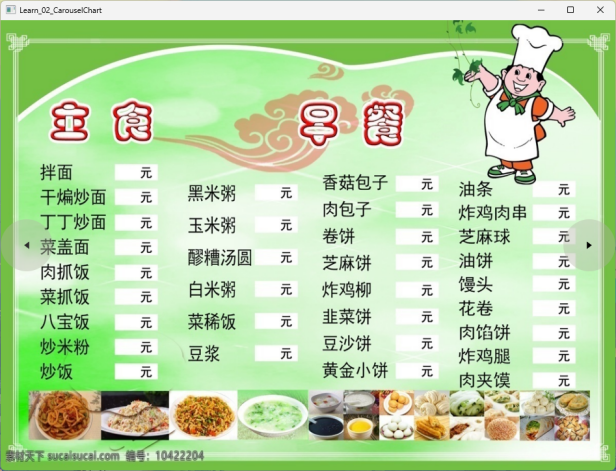 Learn_02_CarouselChart
主食
早餐
拌面 元
干煸炒面 元
丁丁炒面 元
菜盖面 元
肉抓饭 元
菜抓饭 元
八宝饭 元
炒米粉 元
炒饭 元
黑米粥 元
玉米粥 元
醪糟汤圆 元
白米粥 元
菜稀饭 元
豆浆 元
香菇包子 元
肉包子 元
卷饼 元
芝麻饼 元
炸鸡柳 元
韭菜饼 元
豆沙饼 元
黄金小饼 元
油条 元
炸鸡肉串 元
芝麻球 元
油饼 元
馒头 元
花卷 元
肉馅饼 元
炸鸡腿 元
肉夹馍 元
素材天下 sucaisucai.com 编号：10422204